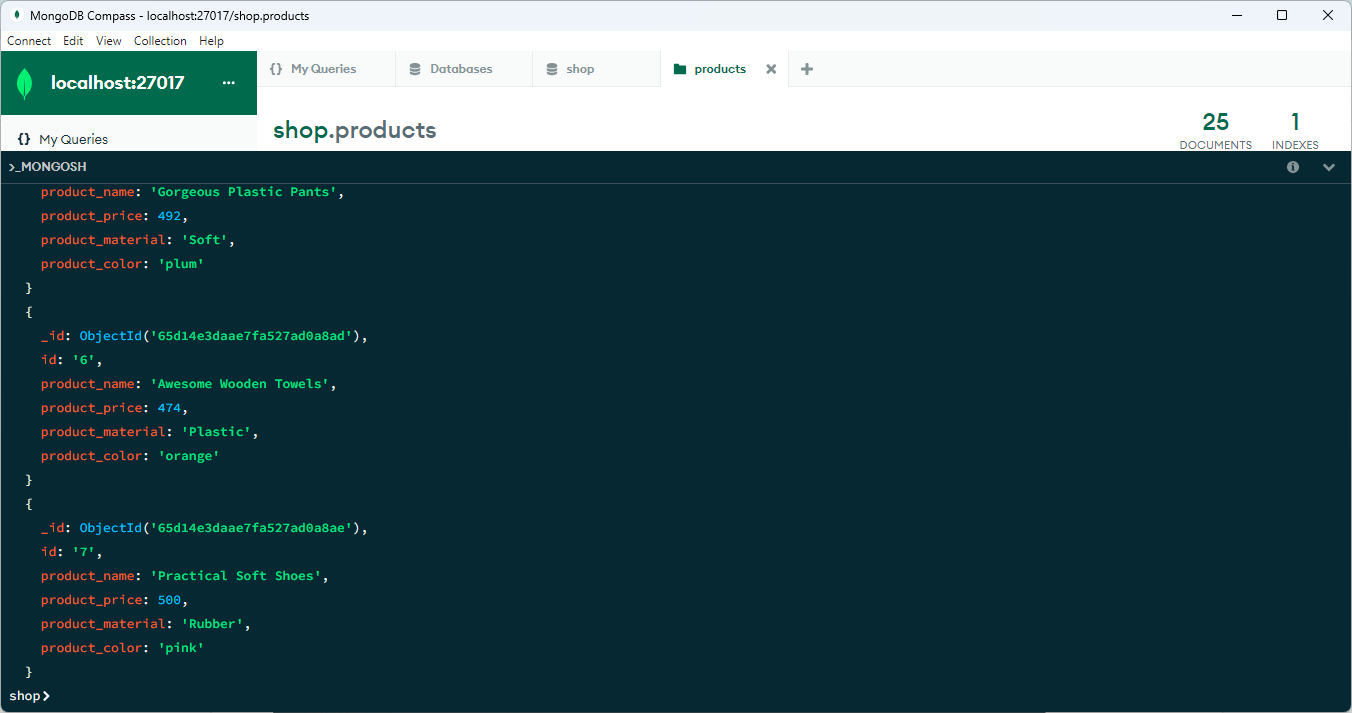 MongoDB Compass - localhost:27017/shop.products
Connect Edit View Collection Help
localhost:27017 ...
{} My Queries Databases shop products
{} My Queries
shop.products
25 1
DOCUMENTS INDEXES
>_MONGOSH
product_name: 'Gorgeous Plastic Pants',
product_price: 492,
product_material: 'Soft',
product_color: 'plum'
}
{
_id: ObjectId('65d14e3daae7fa527ad0a8ad'),
id: '6',
product_name: 'Awesome Wooden Towels',
product_price: 474,
product_material: 'Plastic',
product_color: 'orange'
}
{
_id: ObjectId('65d14e3daae7fa527ad0a8ae'),
id: '7',
product_name: 'Practical Soft Shoes',
product_price: 500,
product_material: 'Rubber',
product_color: 'pink'
}
shop>